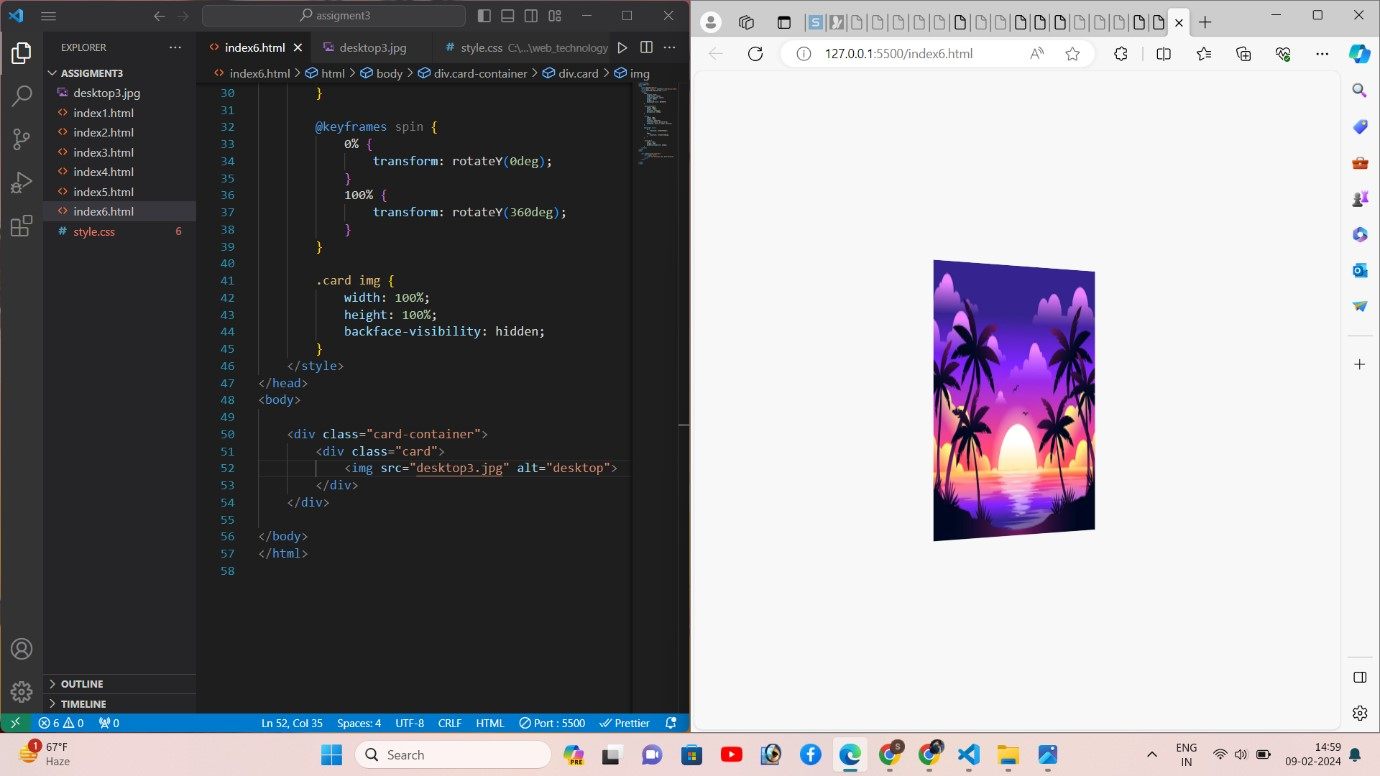 assigment3
EXPLORER
ASSIGMENT3
desktop3.jpg
index1.html
index2.html
index3.html
index4.html
index5.html
index6.html
style.css 6
OUTLINE
TIMELINE
index6.html
desktop3.jpg
style.css C:\...\web_technology
index6.html > html > body > div.card-container > div.card > img
30 }
31
32 @keyframes spin {
33 0% {
34 transform: rotateY(0deg);
35 }
36 100% {
37 transform: rotateY(360deg);
38 }
39 }
40
41 .card img {
42 width: 100%;
43 height: 100%;
44 backface-visibility: hidden;
45 }
46 </style>
47 </head>
48 <body>
49
50 <div class="card-container">
51 <div class="card">
52 <img src="desktop3.jpg" alt="desktop">
53 </div>
54 </div>
55
56 </body>
57 </html>
58
6 0 0 Ln 52, Col 35 Spaces: 4 UTF-8 CRLF HTML Port : 5500 Prettier
127.0.0.1:5500/index6.html
1 67°F
Haze
Search
PRE
S
ENG
IN
14:59
09-02-2024